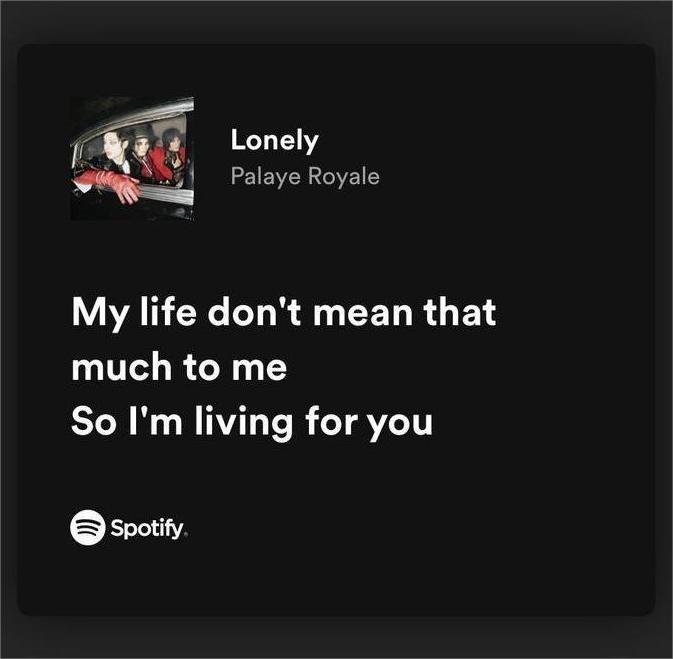 Lonely
Palaye Royale
My life don't mean that
much to me
So I'm living for you
Spotify®